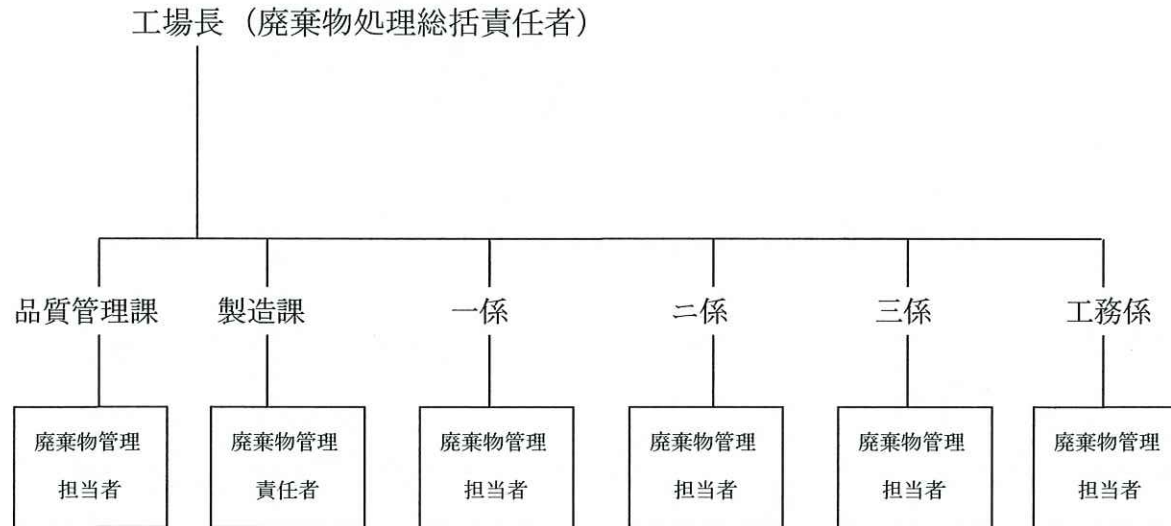 工場長（廃棄物処理総括責任者）
品質管理課 製造課 一係 二係 三係 工務係
廃棄物管理 廃棄物管理 廃棄物管理 廃棄物管理 廃棄物管理 廃棄物管理
担当者 責任者 担当者 担当者 担当者 担当者